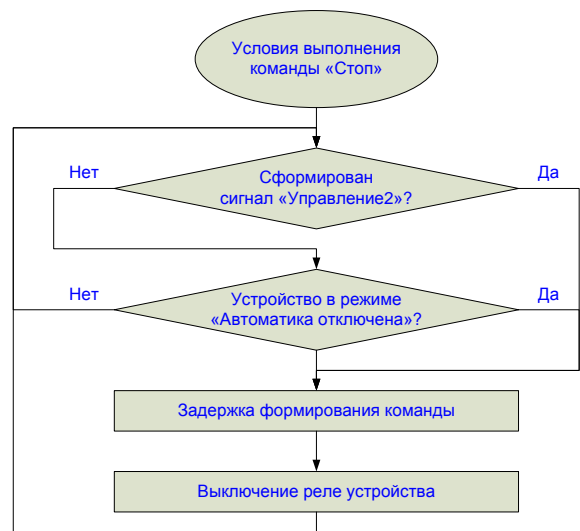 Условия выполнения
команды «Стоп»
Нет
Да
Сформирован
сигнал «Управление2»?
Нет
Да
Устройство в режиме
«Автоматика отключена»?
Задержка формирования команды
Выключение реле устройства